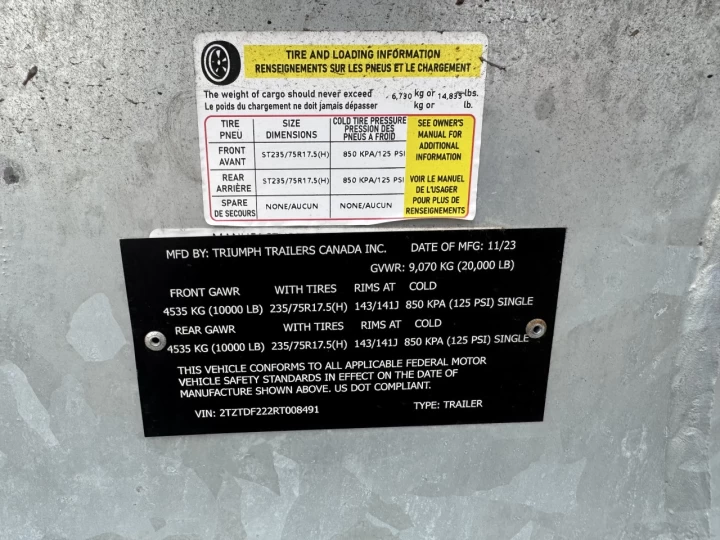 TIRE AND LOADING INFORMATION
RENSEIGNEMENTS SUR LES PNEUS ET LE CHARGEMENT
The weight of cargo should never exceed 6,730 kg or 14,835 lbs.
Le poids du chargement ne doit jamais dépasser kg or lb.
TIRE PNEU SIZE DIMENSIONS COLD TIRE PRESSURE PRESSION DES PNEUS A FROID
FRONT AVANT ST235/75R17.5(H) 850 KPA/125 PSI
REAR ARRIÈRE ST235/75R17.5(H) 850 KPA/125 PSI
SPARE DE SECOURS NONE/AUCUN NONE/AUCUN
SEE OWNER'S
MANUAL FOR
ADDITIONAL
INFORMATION
VOIR LE MANUEL
DE L'USAGER
POUR PLUS DE
RENSEIGNEMENTS
MFD BY: TRIUMPH TRAILERS CANADA INC. DATE OF MFG: 11/23
GVWR: 9,070 KG (20,000 LB)
FRONT GAWR WITH TIRES RIMS AT COLD
4535 KG (10000 LB) 235/75R17.5(H) 143/141J 850 KPA (125 PSI) SINGLE
REAR GAWR WITH TIRES RIMS AT COLD
4535 KG (10000 LB) 235/75R17.5(H) 143/141J 850 KPA (125 PSI) SINGLE
THIS VEHICLE CONFORMS TO ALL APPLICABLE FEDERAL MOTOR
VEHICLE SAFETY STANDARDS IN EFFECT ON THE DATE OF
MANUFACTURE SHOWN ABOVE. US DOT COMPLIANT.
VIN: 2TZTDF222RT008491 TYPE: TRAILER